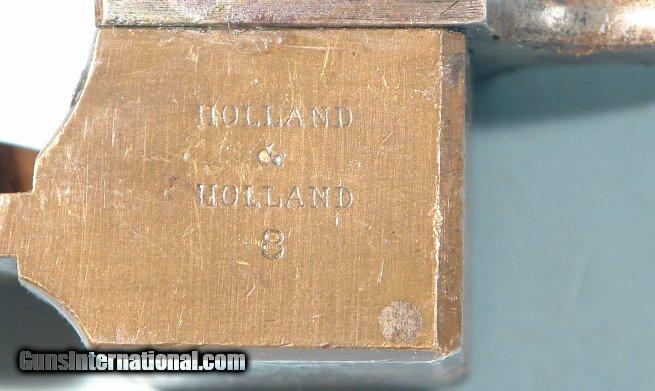 HOLLAND
&
HOLLAND
8
GunsInternational.com